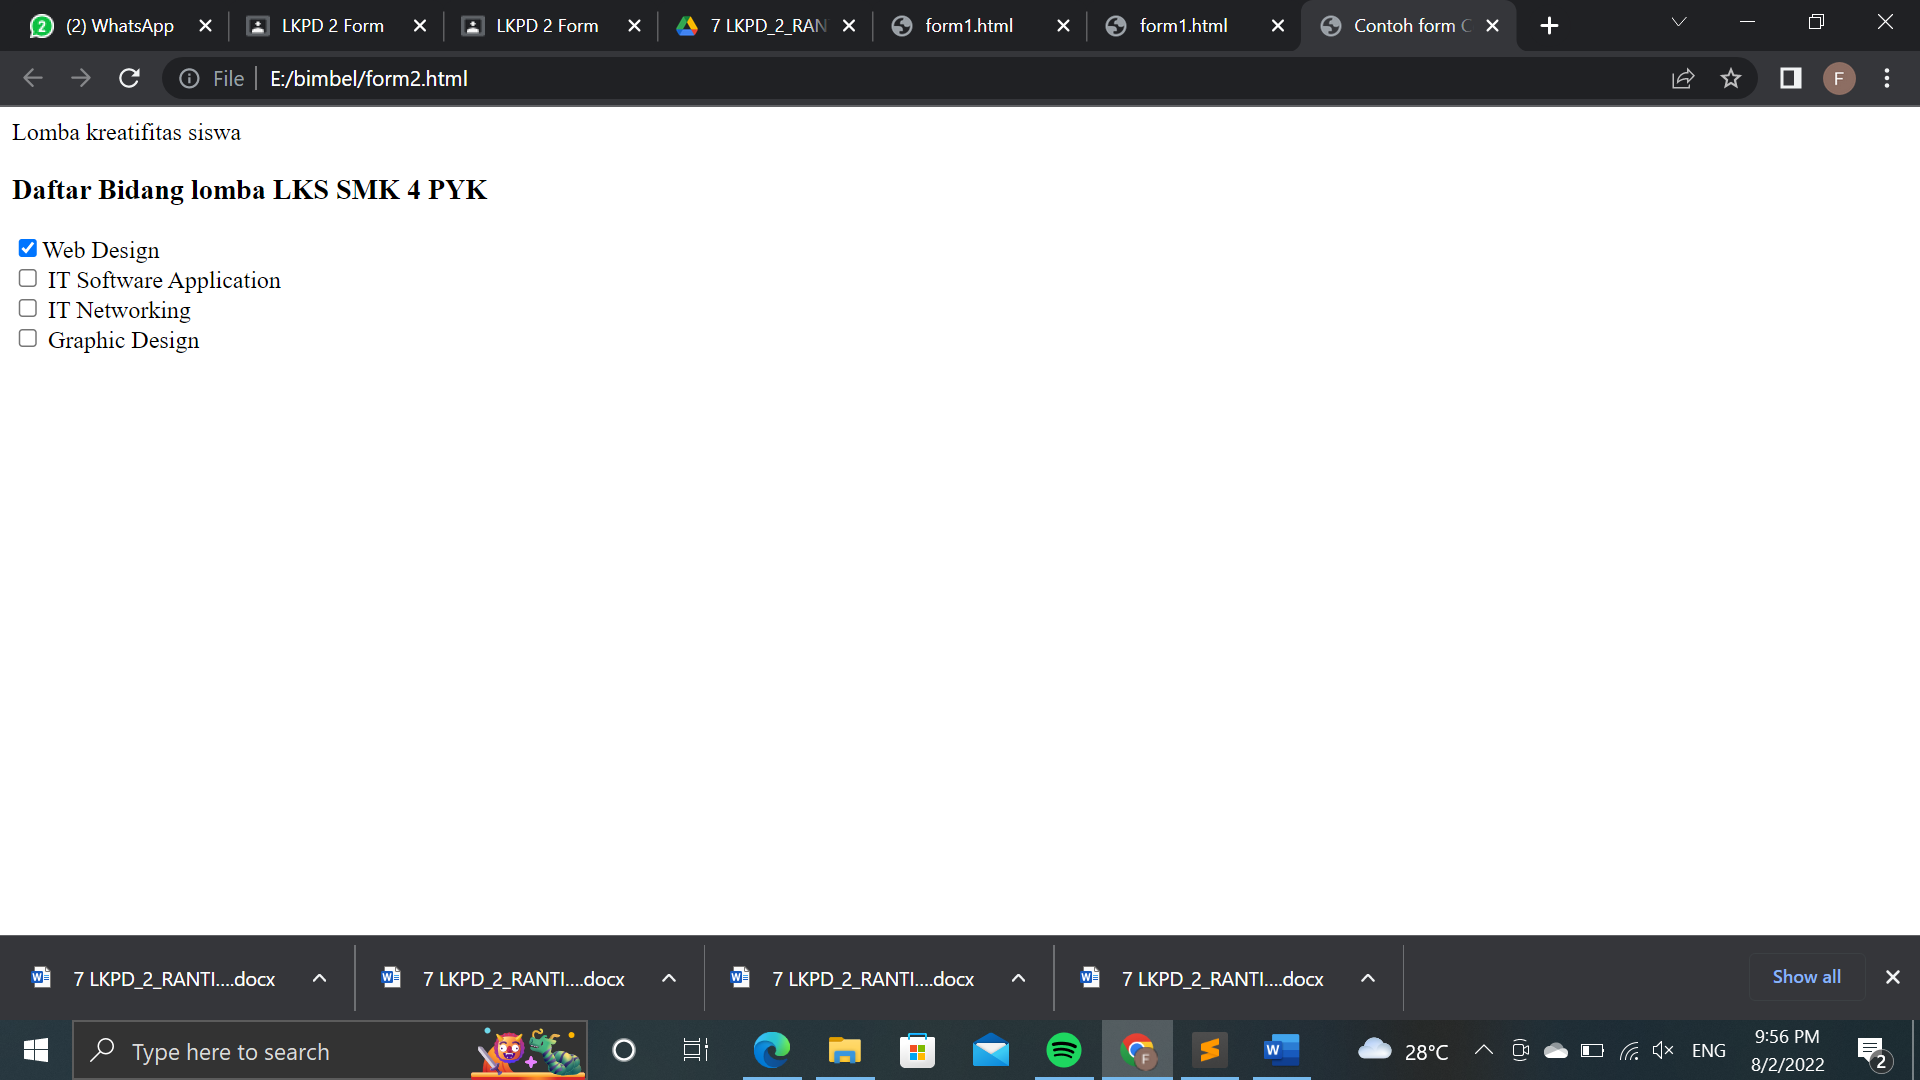 (2) WhatsApp
LKPD 2 Form
LKPD 2 Form
7 LKPD_2_RAN
form1.html
form1.html
Contoh form C
File
E:/bimbel/form2.html
F
Lomba kreatifitas siswa
Daftar Bidang lomba LKS SMK 4 PYK
Web Design
IT Software Application
IT Networking
Graphic Design
7 LKPD_2_RANTI....docx
7 LKPD_2_RANTI....docx
7 LKPD_2_RANTI....docx
7 LKPD_2_RANTI....docx
Show all
Type here to search
28°C
ENG
9:56 PM
8/2/2022
2